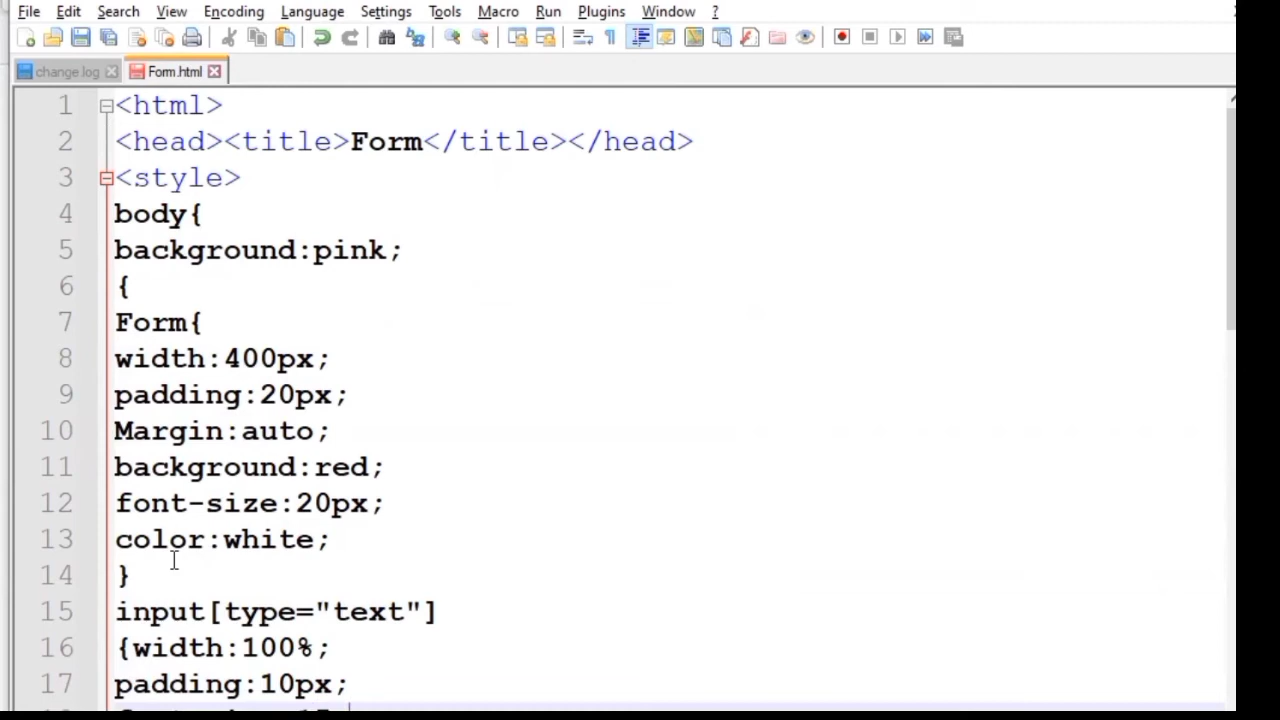 File Edit Search View Encoding Language Settings Tools Macro Run Plugins Window ?
change.log Form.html
1 <html>
2 <head><title>Form</title></head>
3 <style>
4 body{
5 background:pink;
6 {
7 Form{
8 width:400px;
9 padding:20px;
10 Margin:auto;
11 background:red;
12 font-size:20px;
13 color:white;
14 }
15 input[type="text"]
16 {width:100%;
17 padding:10px;